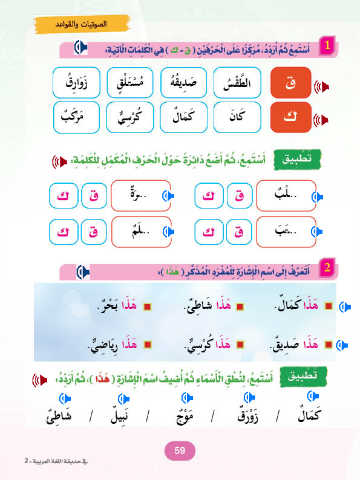 الصوتيات والقواعد
1 أَسْتَمِعُ ثُمَّ أُرَدِّدُ، مُرَكِّزًا عَلَى الْحَرْفَيْنِ ( ق - ك ) فِي الْكَلِمَاتِ الْآتِيَةِ:
ق الطَّقْسُ صَدِيقُهُ مُسْتَلْقٍ زَوَارِقُ
ك كَانَ كَمَالٌ كُرْسِيٌّ مَرْكَبٌ
تَطْبِيق أَسْتَمِعُ، ثُمَّ أَضَعُ دَائِرَةً حَوْلَ الْحَرْفِ الْمُكَمِّلِ لِلْكَلِمَةِ:
...لْبٌ ق ك ...رَةٌ ق ك
...تَبَ ق ك ...لَمٌ ق ك
2 أَتَعَرَّفُ إِلَى اسْمِ الْإِشَارَةِ لِلْمُفْرَدِ الْمُذَكَّرِ ( هَذَا ):
هَذَا كَمَالٌ. هَذَا شَاطِئٌ. هَذَا بَحْرٌ.
هَذَا صَدِيقٌ. هَذَا كُرْسِيٌّ. هَذَا رِيَاضِيٌّ.
تَطْبِيق أَسْتَمِعُ، لِنُطْقِ الْأَسْمَاءِ ثُمَّ أُضِيفُ اسْمَ الْإِشَارَةِ ( هَذَا )، ثُمَّ أُرَدِّدُ:
كَمَالٌ / زَوْرَقٌ / مَوْجٌ / نَبِيلٌ / شَاطِئٌ
59
في حديقة اللغة العربية - 2